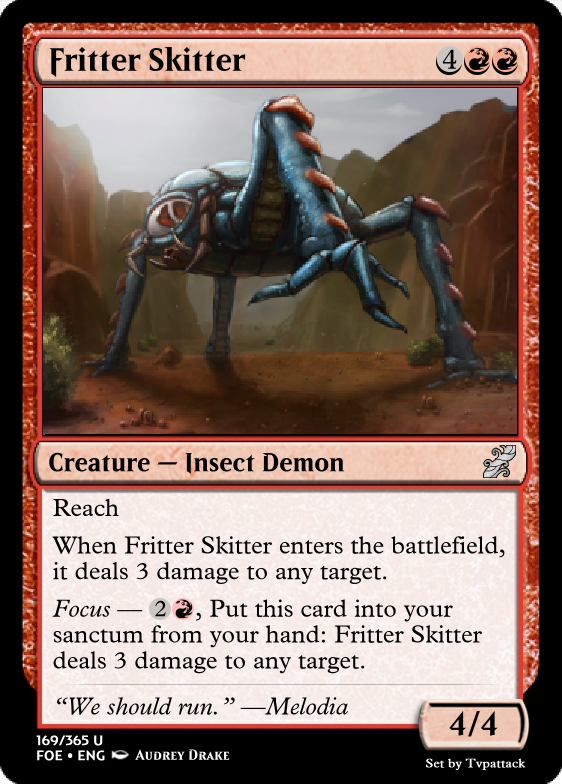 Fritter Skitter 4
Creature — Insect Demon
Reach
When Fritter Skitter enters the battlefield,
it deals 3 damage to any target.
Focus — 2, Put this card into your
sanctum from your hand: Fritter Skitter
deals 3 damage to any target.
“We should run.” —Melodia
4/4
169/365 U
FOE • ENG AUDREY DRAKE
Set by Tvpattack